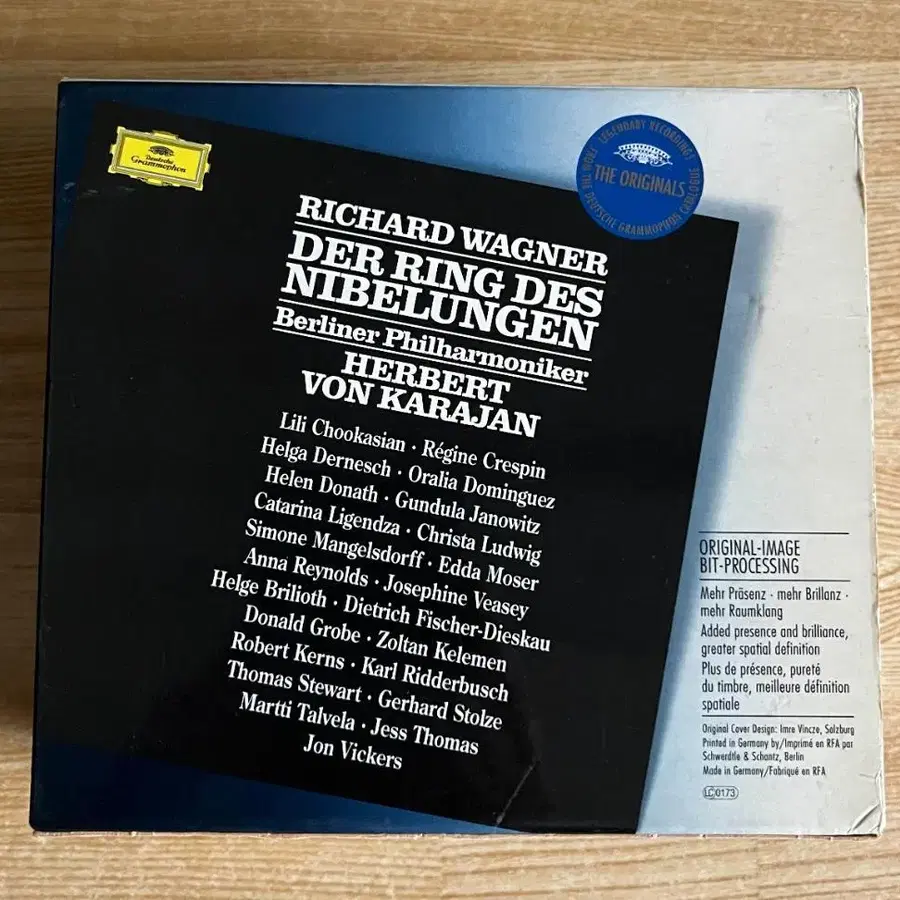 Deutsche
Grammophon
LEGENDARY RECORDINGS
THE ORIGINALS
DEUTSCHE GRAMMOPHON CATALOGUE
RICHARD WAGNER
DER RING DES
NIBELUNGEN
Berliner Philharmoniker
HERBERT
VON KARAJAN
Lili Chookasian · Régine Crespin
Helga Dernesch · Oralia Dominguez
Helen Donath · Gundula Janowitz
Catarina Ligendza · Christa Ludwig
Simone Mangelsdorff · Edda Moser
Anna Reynolds · Josephine Veasey
Helge Brilioth · Dietrich Fischer-Dieskau
Donald Grobe · Zoltan Kelemen
Robert Kerns · Karl Ridderbusch
Thomas Stewart · Gerhard Stolze
Martti Talvela · Jess Thomas
Jon Vickers
ORIGINAL-IMAGE
BIT-PROCESSING
Mehr Präsenz · mehr Brillanz ·
mehr Raumklang
Added presence and brilliance,
greater spatial definition
Plus de présence, pureté
du timbre, meilleure définition
spatiale
Original Cover Design: Imre Vincze, Salzburg
Printed in Germany by/Imprimé en RFA par
Schwerdtle & Schantz, Berlin
Made in Germany/Fabriqué en RFA
LC 0173